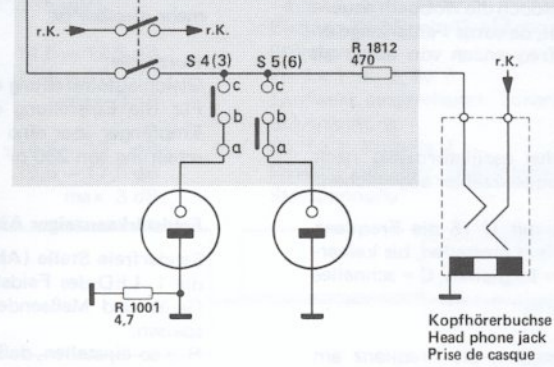 r.K.
r.K.
S 4 (3)
S 5 (6)
R 1812
470
r.K.
c
c
b
b
a
a
R 1001
4,7
Kopfhörerbuchse
Head phone jack
Prise de casque